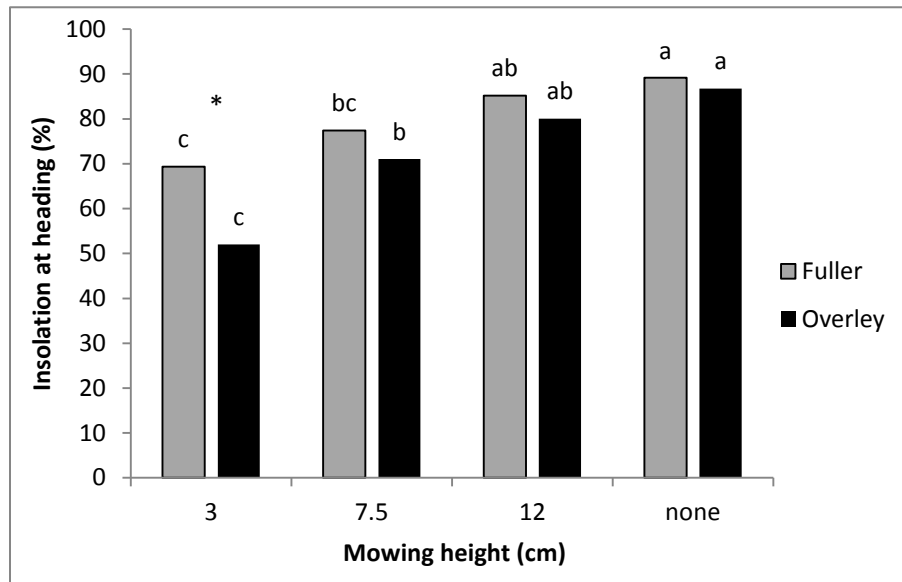 Insolation at heading (%)
100
90
80
70
60
50
40
30
20
10
0
*
c
c
bc
b
ab
ab
a
a
3
7.5
12
none
Mowing height (cm)
Fuller
Overley